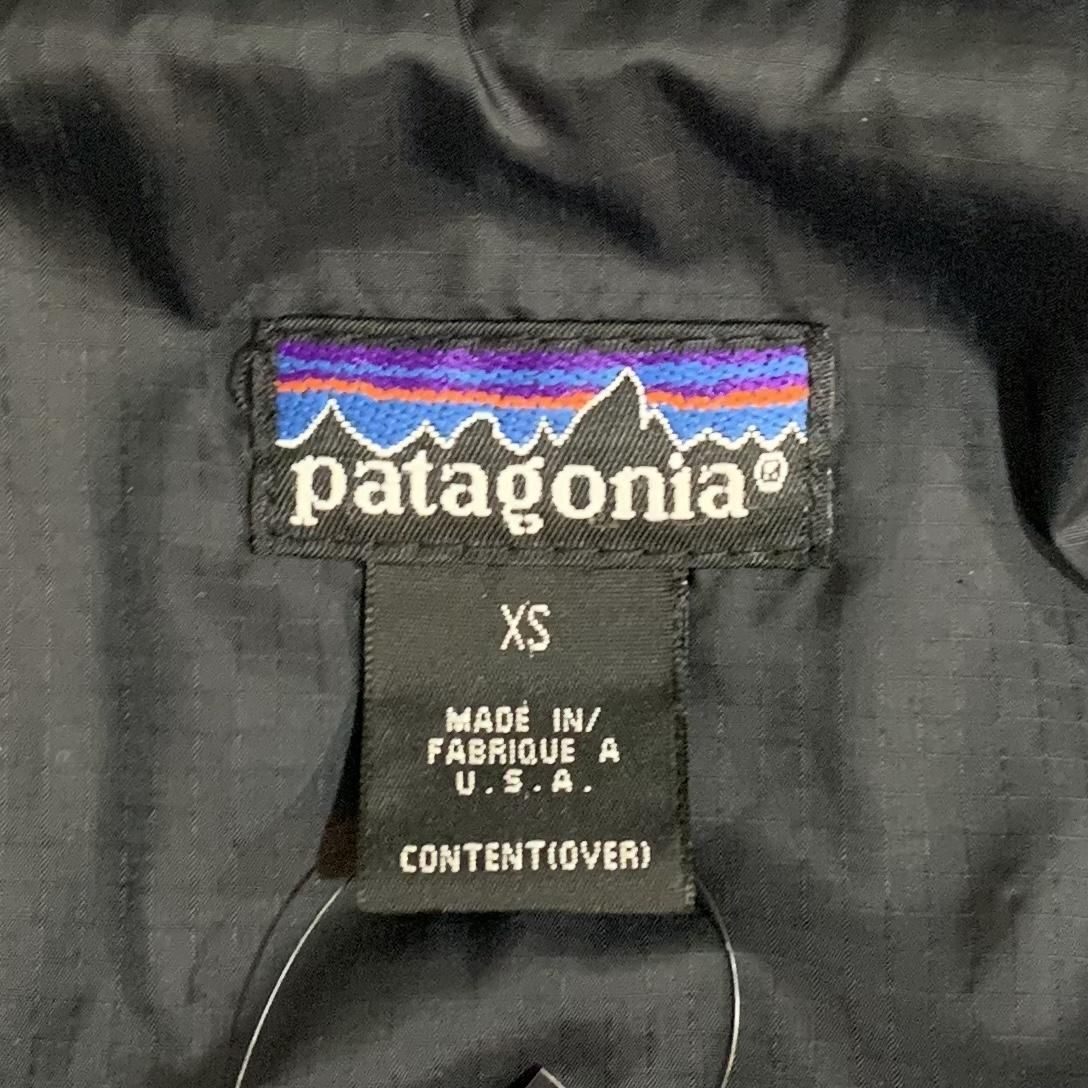 patagonia®
XS
MADE IN/
FABRIQUE A
U.S.A.
CONTENT(OVER)